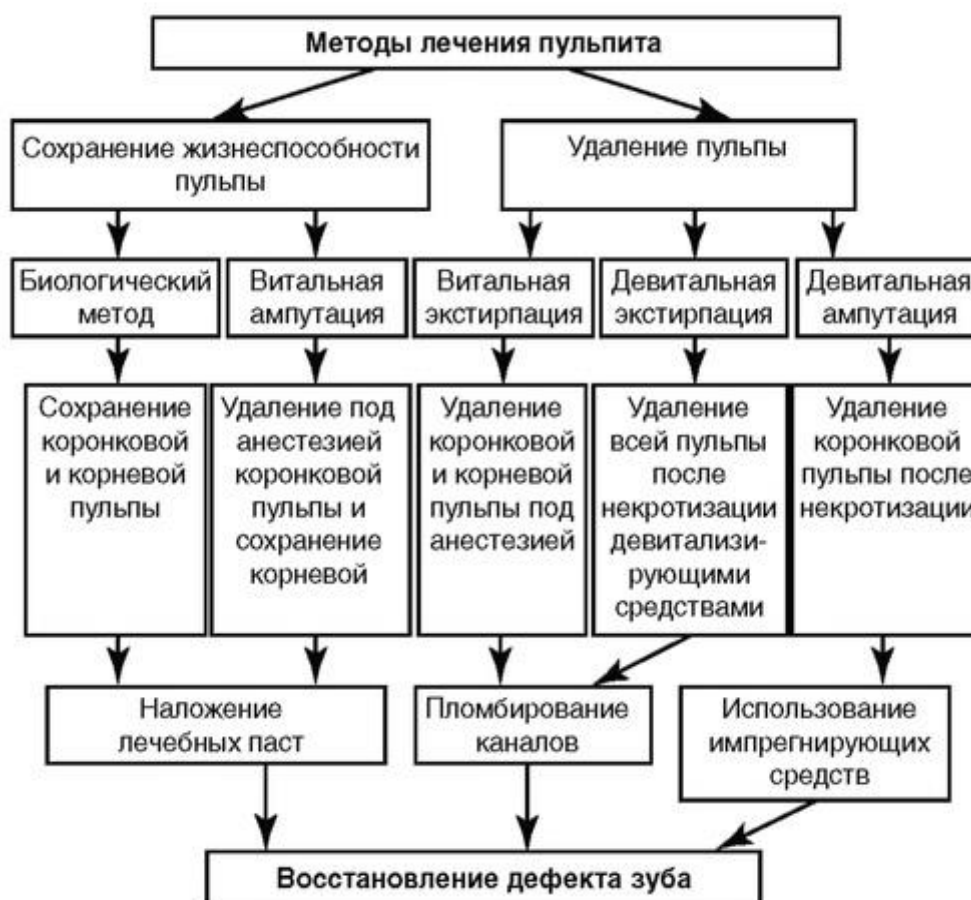 Методы лечения пульпита
Сохранение жизнеспособности
пульпы
Удаление пульпы
Биологический
метод
Витальная
ампутация
Витальная
экстирпация
Девитальная
экстирпация
Девитальная
ампутация
Сохранение
коронковой
и корневой
пульпы
Удаление под
анестезией
коронковой
пульпы и
сохранение
корневой
Удаление
коронковой
и корневой
пульпы под
анестезией
Удаление
всей пульпы
после
некротизации
девитализи-
рующими
средствами
Удаление
коронковой
пульпы после
некротизации
Наложение
лечебных паст
Пломбирование
каналов
Использование
импрегнирующих
средств
Восстановление дефекта зуба